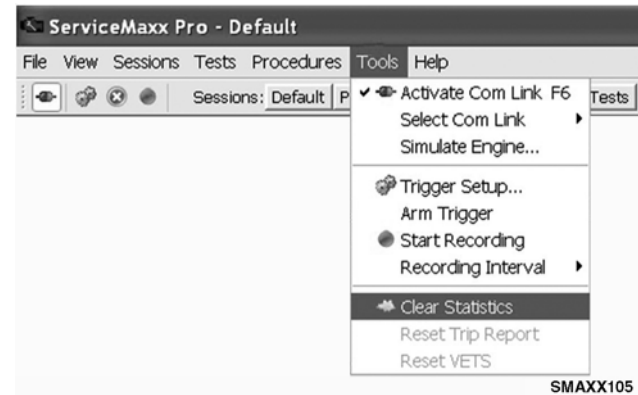 ServiceMaxx Pro - Default
File View Sessions Tests Procedures Tools Help
Sessions: Default P Tests
Activate Com Link F6
Select Com Link
Simulate Engine...
Trigger Setup...
Arm Trigger
Start Recording
Recording Interval
Clear Statistics
Reset Trip Report
Reset VETS
SMAXX105